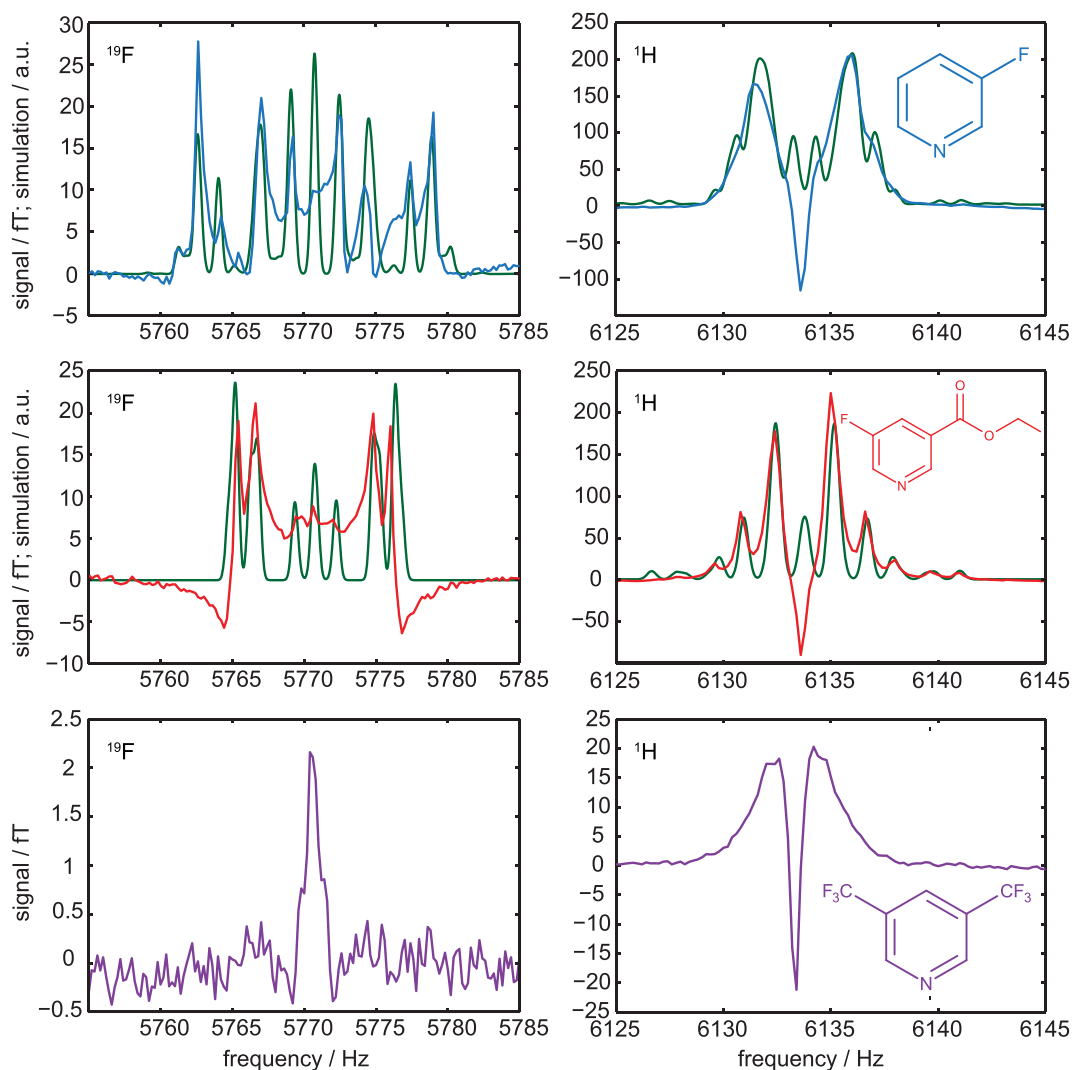 signal / fT; simulation / a.u.
30
25
20
15
10
5
0
−5
¹⁹F
5760 5765 5770 5775 5780 5785
250
200
150
100
50
0
−50
−100
¹H
F
N
6125 6130 6135 6140 6145
signal / fT; simulation / a.u.
25
20
15
10
5
0
−5
−10
¹⁹F
5760 5765 5770 5775 5780 5785
250
200
150
100
50
0
−50
¹H
O
F
O
N
6125 6130 6135 6140 6145
signal / fT
2.5
2
1.5
1
0.5
0
−0.5
¹⁹F
5760 5765 5770 5775 5780 5785
frequency / Hz
25
20
15
10
5
0
−5
−10
−15
−20
−25
¹H
F₃C CF₃
N
6125 6130 6135 6140 6145
frequency / Hz